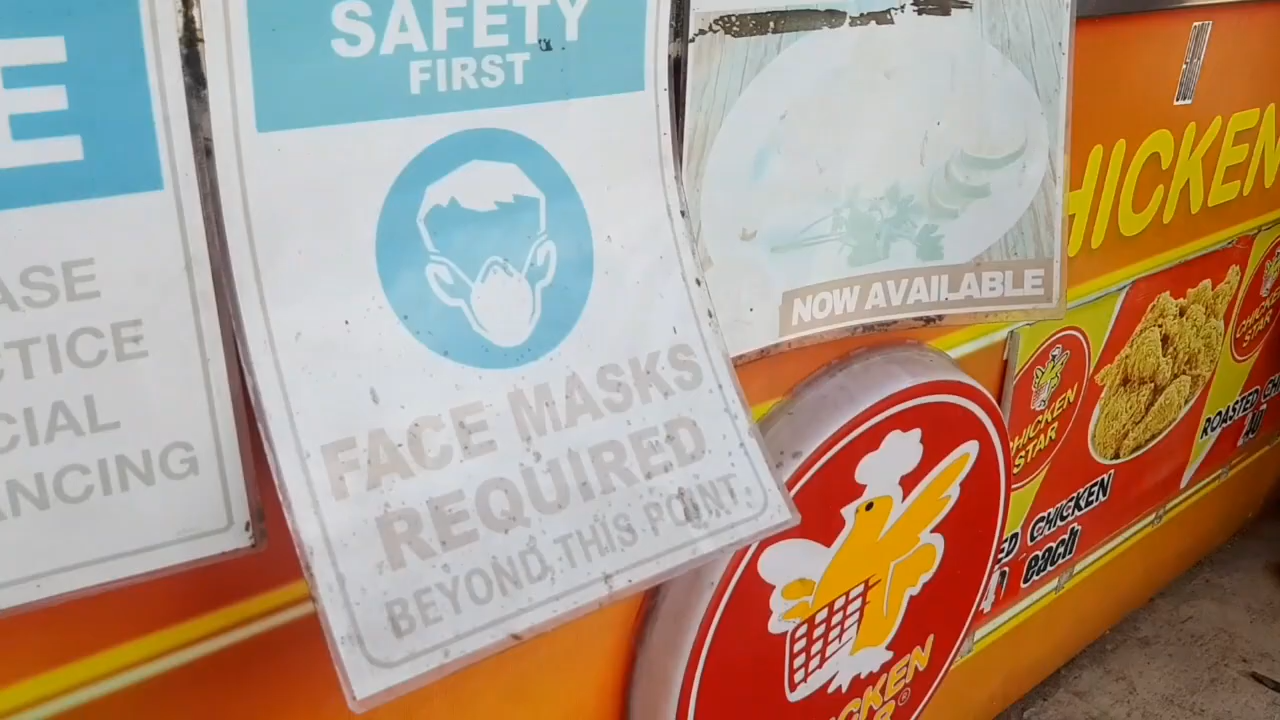 E
ASE
CTICE
CIAL
ANCING
SAFETY
FIRST
FACE MASKS
REQUIRED
BEYOND THIS POINT.
NOW AVAILABLE
HICKEN
CHICKEN
STAR
CHICKEN
each
CHICKEN
STAR
ROASTED
HICKEN